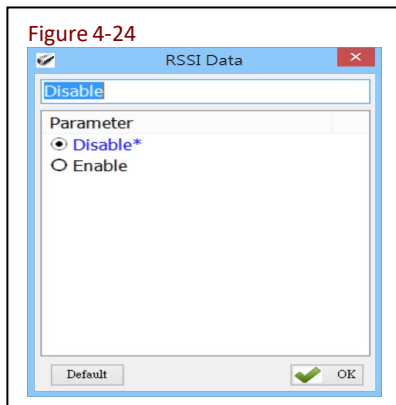 Figure 4-24
RSSI Data
Disable
Parameter
Disable*
Enable
Default
OK